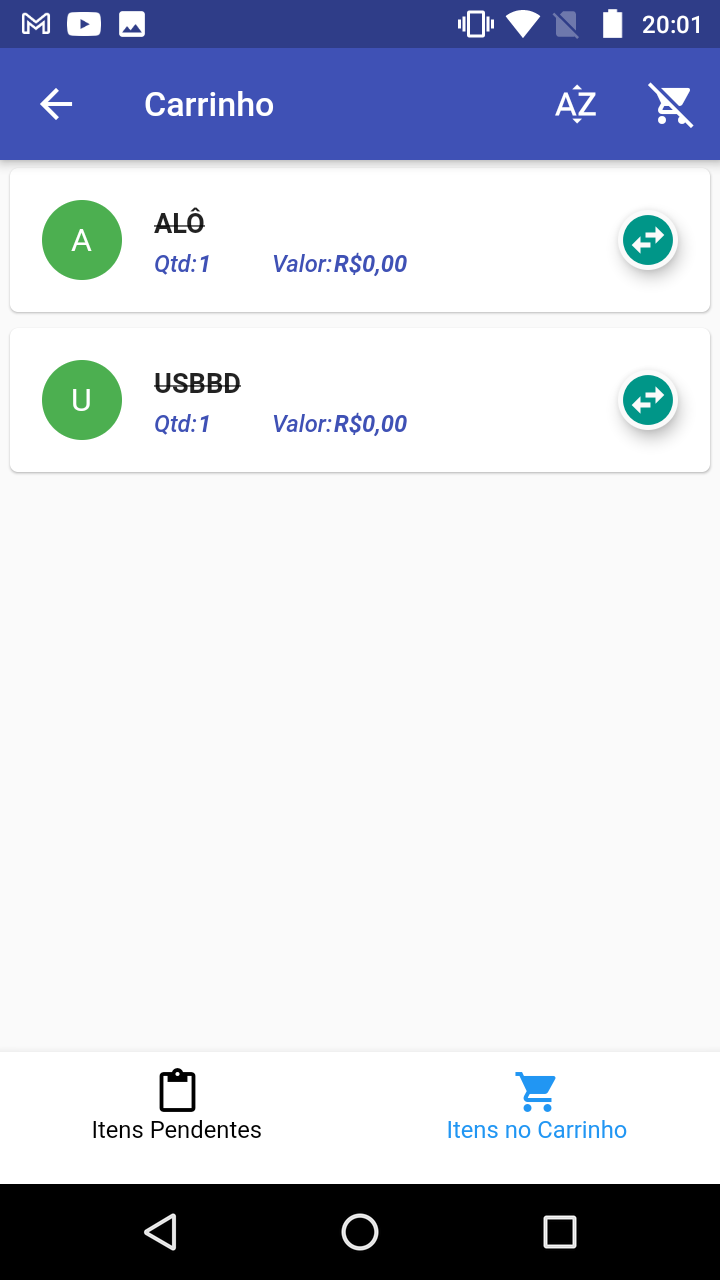 20:01
Carrinho
AZ
A
ALÔ
Qtd:1 Valor:R$0,00
U
USBBD
Qtd:1 Valor:R$0,00
Itens Pendentes
Itens no Carrinho